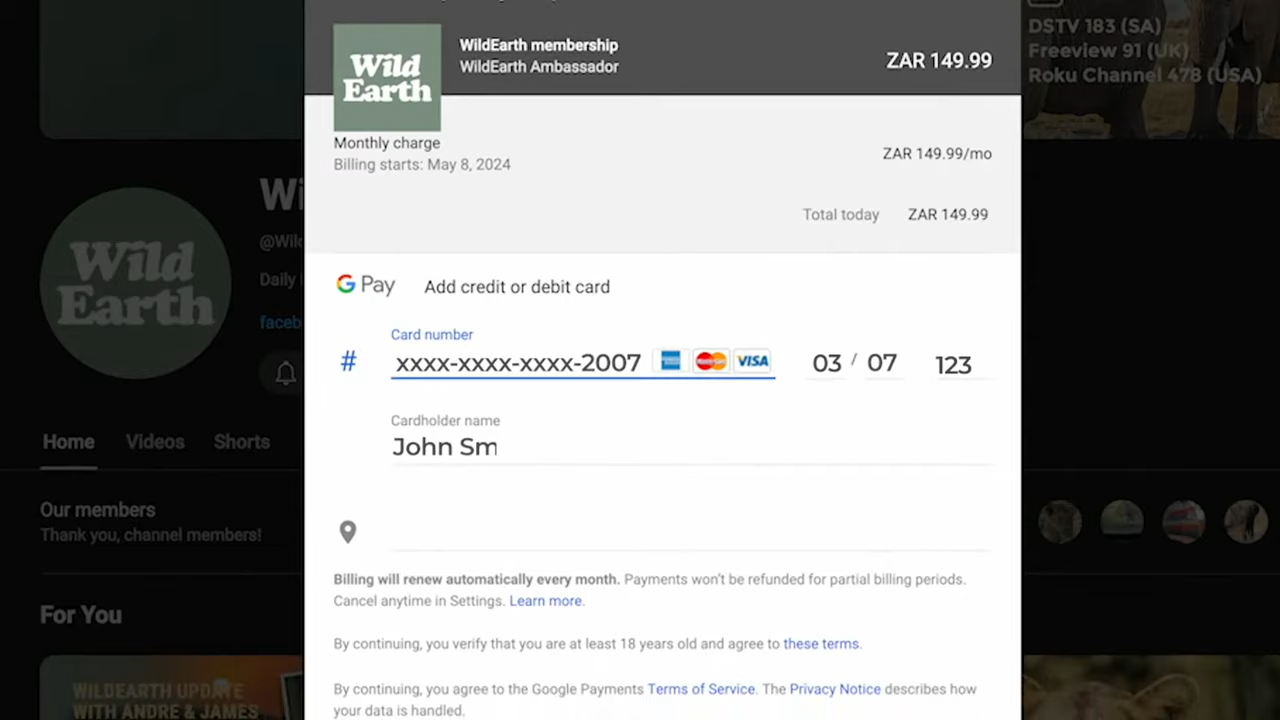 DSTV 183 (SA)
Freeview 91 (UK)
Roku Channel 478 (USA)
Wild
Earth
WildEarth membership
WildEarth Ambassador
ZAR 149.99
Monthly charge
Billing starts: May 8, 2024
ZAR 149.99/mo
Total today ZAR 149.99
Wild
Earth
Wi
@Wild
Daily
faceb
G Pay Add credit or debit card
Card number
# xxxx-xxxx-xxxx-2007 VISA 03 / 07 123
Cardholder name
John Sm
Home Videos Shorts
Our members
Thank you, channel members!
Billing will renew automatically every month. Payments won't be refunded for partial billing periods.
Cancel anytime in Settings. Learn more.
By continuing, you verify that you are at least 18 years old and agree to these terms.
For You
By continuing, you agree to the Google Payments Terms of Service. The Privacy Notice describes how
your data is handled.
WILDEARTH UPDATE
WITH ANDRE & JAMES